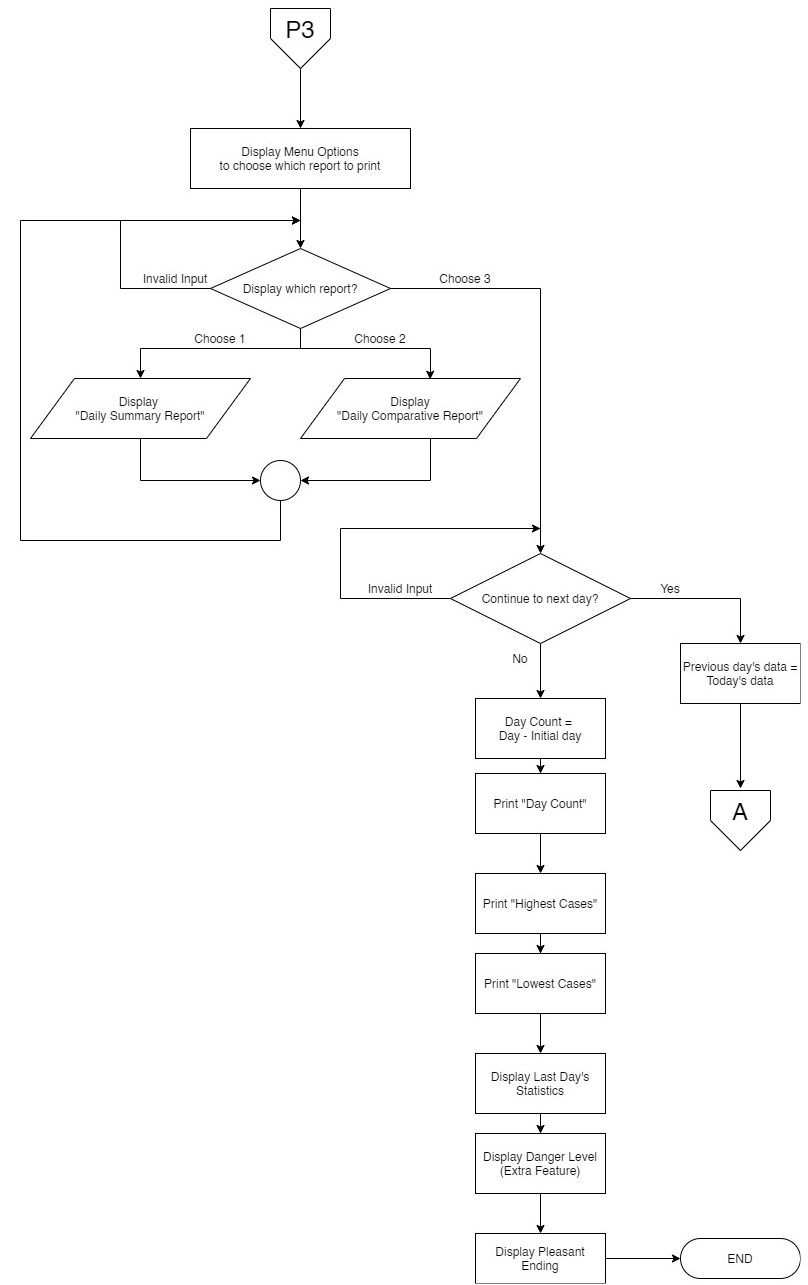 P3
Display Menu Options
to choose which report to print
Invalid Input
Display which report?
Choose 3
Choose 1
Choose 2
Display
"Daily Summary Report"
Display
"Daily Comparative Report"
Invalid Input
Continue to next day?
Yes
No
Previous day's data =
Today's data
Day Count =
Day - Initial day
Print "Day Count"
A
Print "Highest Cases"
Print "Lowest Cases"
Display Last Day's
Statistics
Display Danger Level
(Extra Feature)
Display Pleasant
Ending
END